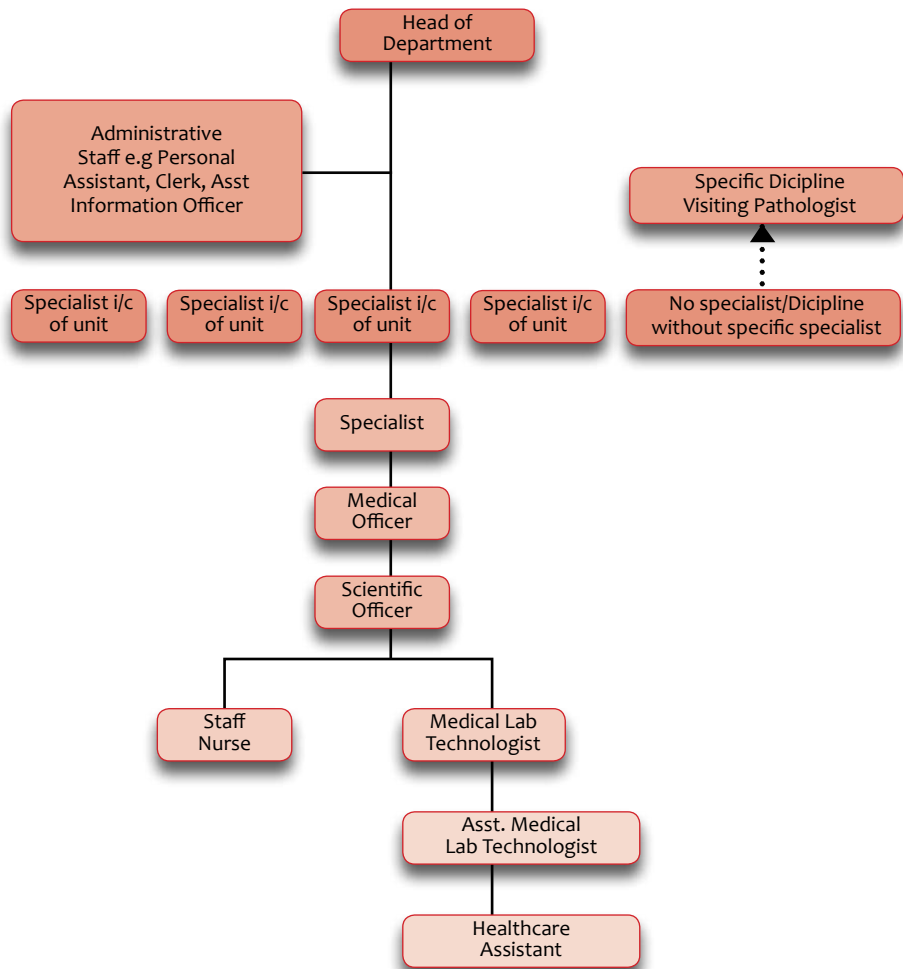 Head of
Department
Administrative
Staff e.g Personal
Assistant, Clerk, Asst
Information Officer
Specific Dicipline
Visiting Pathologist
Specialist i/c
of unit
Specialist i/c
of unit
Specialist i/c
of unit
Specialist i/c
of unit
No specialist/Dicipline
without specific specialist
Specialist
Medical
Officer
Scientific
Officer
Staff
Nurse
Medical Lab
Technologist
Asst. Medical
Lab Technologist
Healthcare
Assistant